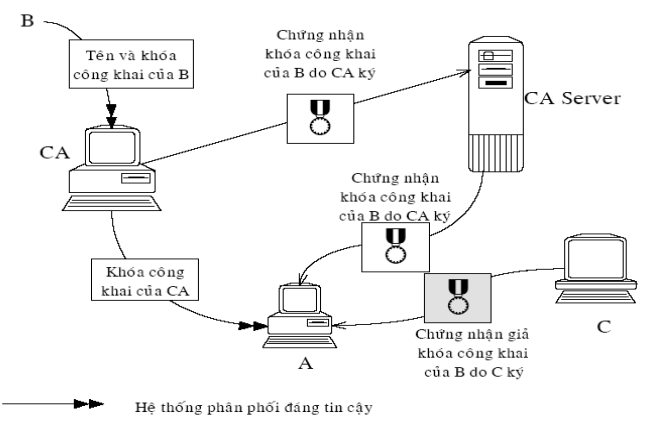 B
Tên và khóa
công khai của B
CA
Chứng nhận
khóa công khai
của B do CA ký
CA Server
Chứng nhận
khóa công khai
của B do CA ký
Khóa công
khai của CA
A
Chứng nhận giả
khóa công khai
của B do C ký
C
Hệ thống phân phối đáng tin cậy